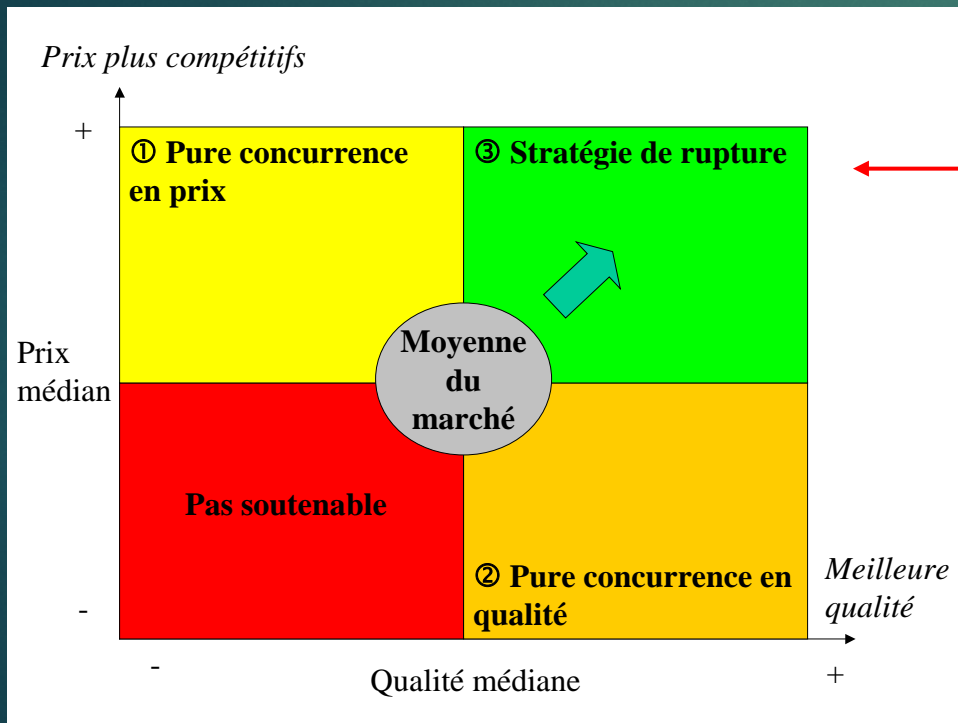 Prix plus compétitifs
+
① Pure concurrence
en prix
③ Stratégie de rupture
Moyenne
du
marché
Prix
médian
Pas soutenable
② Pure concurrence en
qualité
Meilleure
qualité
-
-
Qualité médiane
+